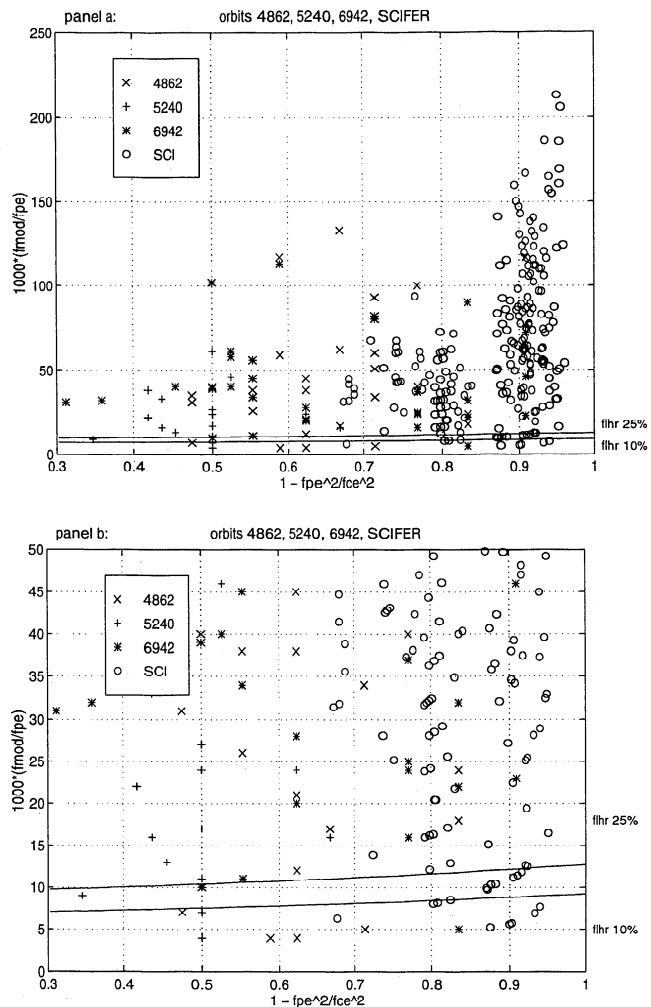 panel a: orbits 4862, 5240, 6942, SCIFER
250
200
150
100
50
0
1000*(fmod/fpe)
× 4862
+ 5240
* 6942
o SCI
flhr 25%
flhr 10%
0.3 0.4 0.5 0.6 0.7 0.8 0.9 1
1 - fpe^2/fce^2
panel b: orbits 4862, 5240, 6942, SCIFER
50
45
40
35
30
25
20
15
10
5
0
1000*(fmod/fpe)
× 4862
+ 5240
* 6942
o SCI
flhr 25%
flhr 10%
0.3 0.4 0.5 0.6 0.7 0.8 0.9 1
1 - fpe^2/fce^2